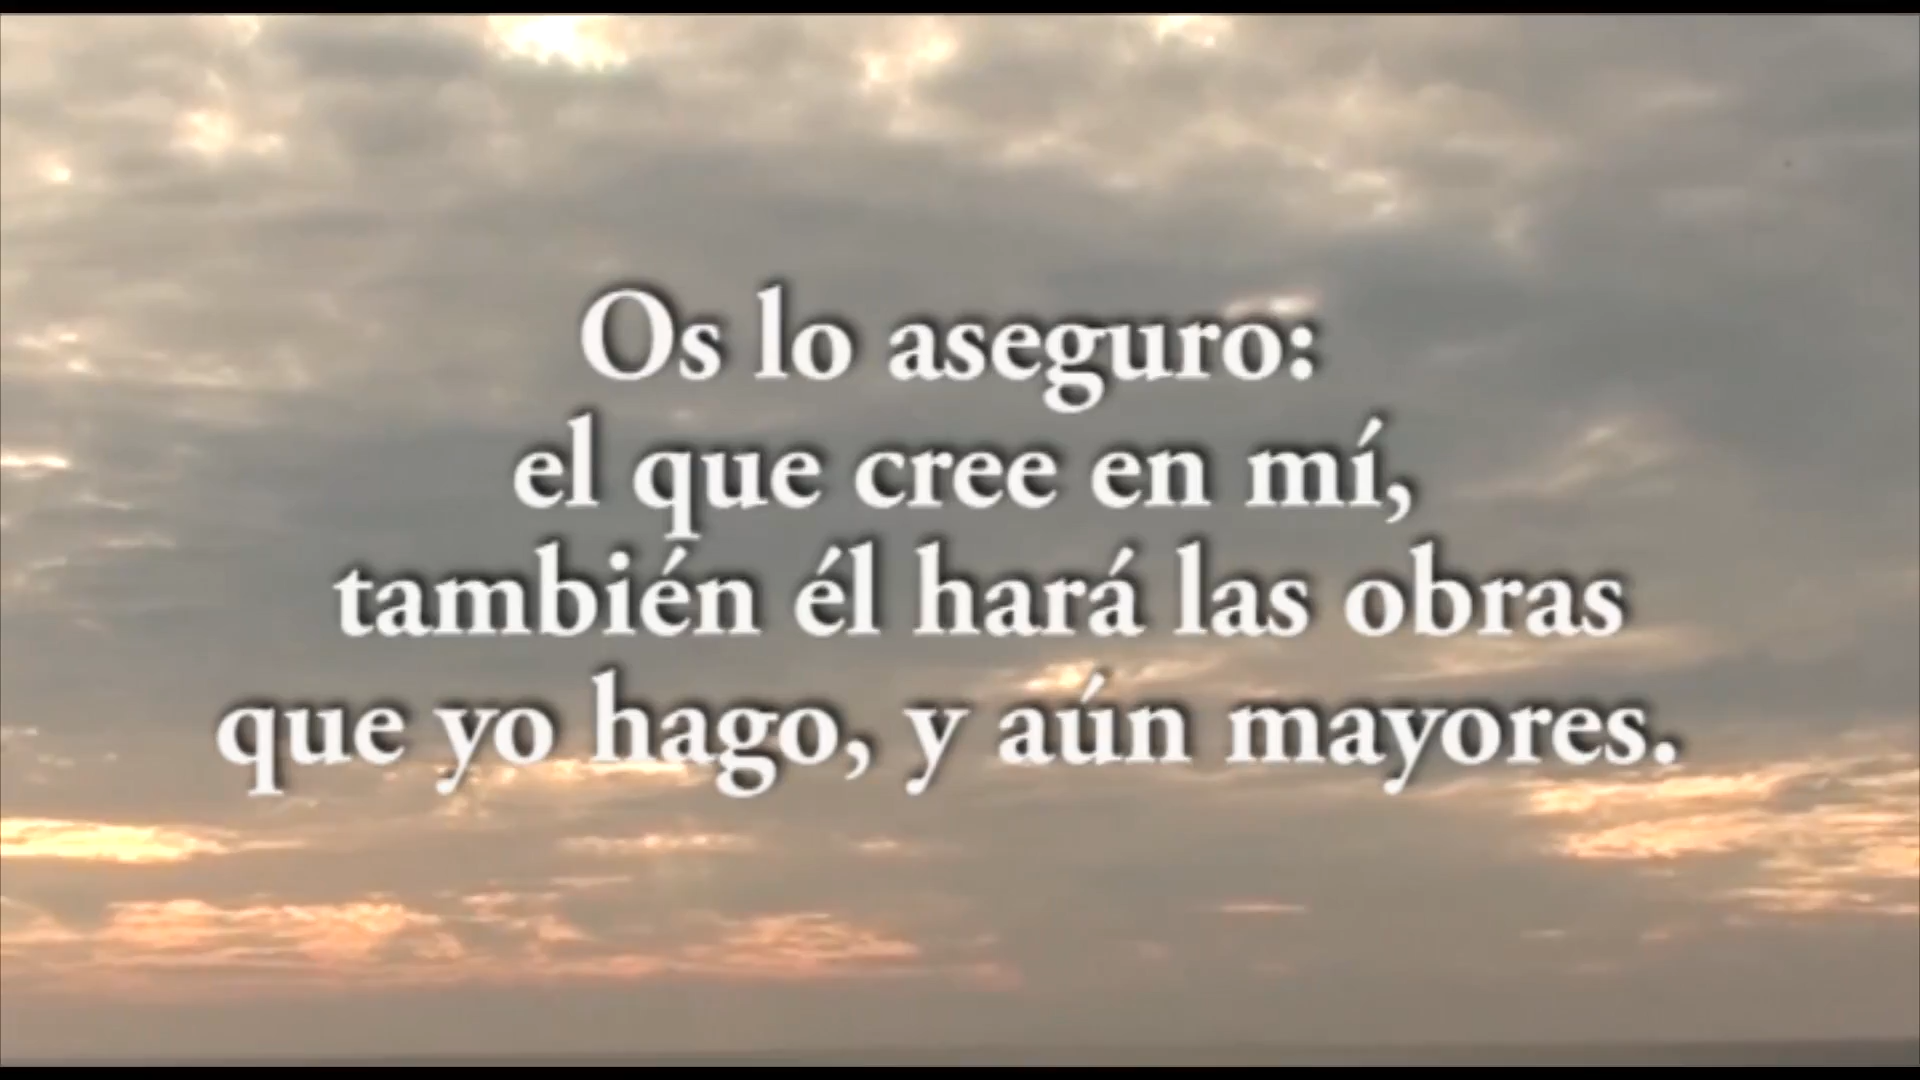 Os lo aseguro:
el que cree en mí,
también él hará las obras
que yo hago, y aún mayores.